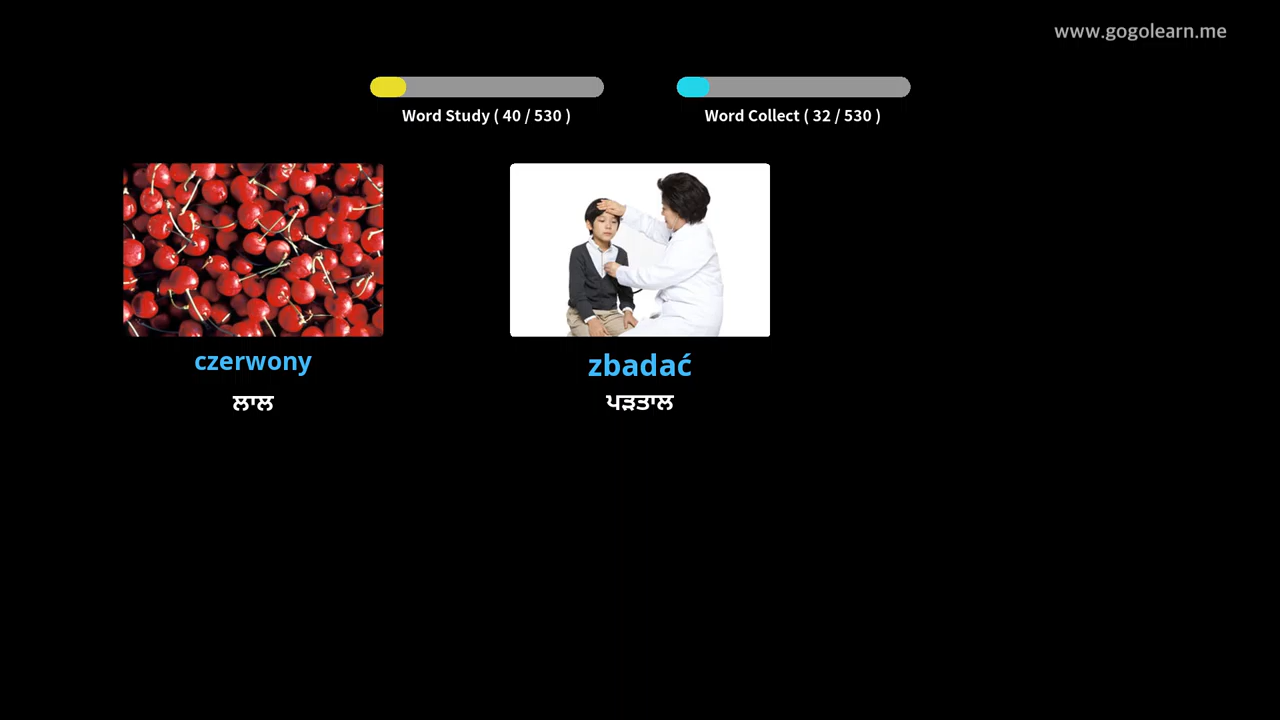 www.gogolearn.me
Word Study ( 40 / 530 )
Word Collect ( 32 / 530 )
czerwony
ਲਾਲ
zbadać
ਪੜਤਾਲ